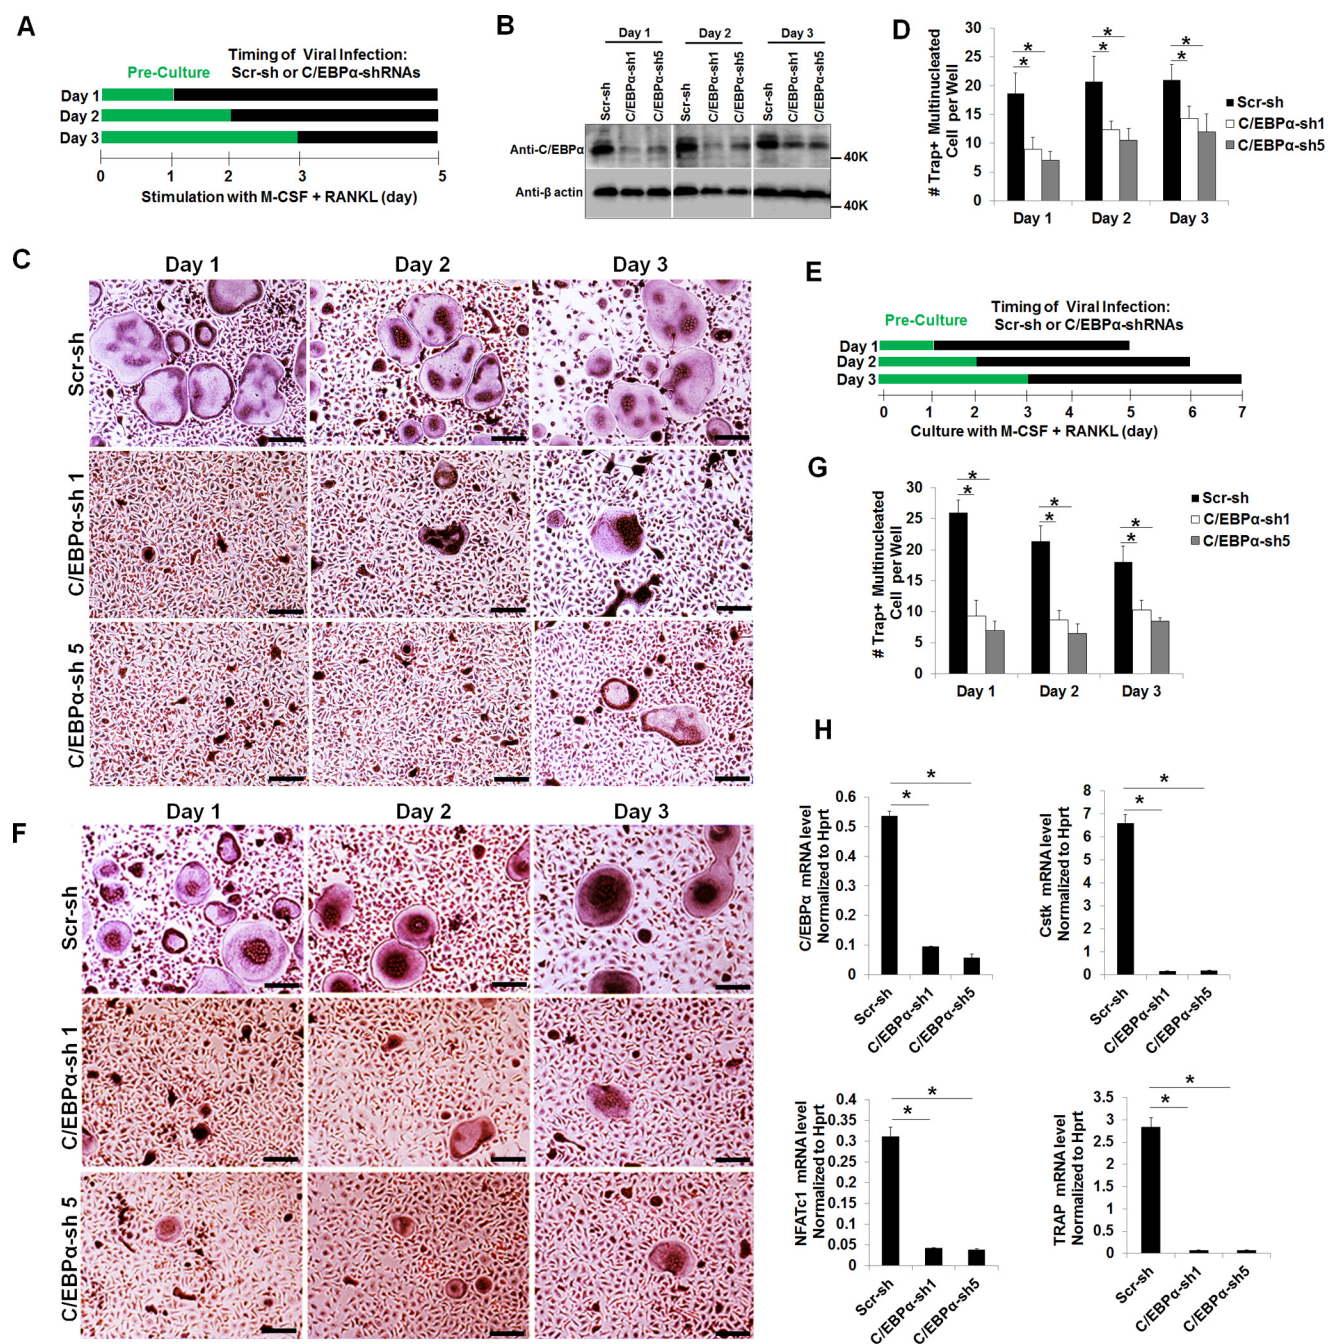 A
Timing of Viral Infection:
Pre-Culture Scr-sh or C/EBPα-shRNAs
Day 1
Day 2
Day 3
0 1 2 3 5
Stimulation with M-CSF + RANKL (day)
B
Day 1 Day 2 Day 3
Scr-sh C/EBPα-sh1 C/EBPα-sh5 Scr-sh C/EBPα-sh1 C/EBPα-sh5 Scr-sh C/EBPα-sh1 C/EBPα-sh5
Anti-C/EBPα
40K
Anti-β actin
40K
D
# Trap+ Multinucleated
Cell per Well
30
25
20
15
10
5
0
* * * * * *
Day 1 Day 2 Day 3
Scr-sh
C/EBPα-sh1
C/EBPα-sh5
C
Day 1 Day 2 Day 3
Scr-sh
C/EBPα-sh 1
C/EBPα-sh 5
E
Timing of Viral Infection:
Pre-Culture Scr-sh or C/EBPα-shRNAs
Day 1
Day 2
Day 3
0 1 2 3 4 5 6 7
Culture with M-CSF + RANKL (day)
G
# Trap+ Multinucleated
Cell per Well
30
25
20
15
10
5
0
* * * * * *
Day 1 Day 2 Day 3
Scr-sh
C/EBPα-sh1
C/EBPα-sh5
F
Day 1 Day 2 Day 3
Scr-sh
C/EBPα-sh 1
C/EBPα-sh 5
H
C/EBPα mRNA level
Normalized to Hprt
0.6
0.5
0.4
0.3
0.2
0.1
0
* *
Scr-sh C/EBPα-sh1 C/EBPα-sh5
Cstk mRNA level
Normalized to Hprt
8
7
6
5
4
3
2
1
0
* *
Scr-sh C/EBPα-sh1 C/EBPα-sh5
NFATc1 mRNA level
Normalized to Hprt
0.4
0.35
0.3
0.25
0.2
0.15
0.1
0.05
0
* *
Scr-sh C/EBPα-sh1 C/EBPα-sh5
TRAP mRNA level
Normalized to Hprt
3.5
3
2.5
2
1.5
1
0.5
0
* *
Scr-sh C/EBPα-sh1 C/EBPα-sh5